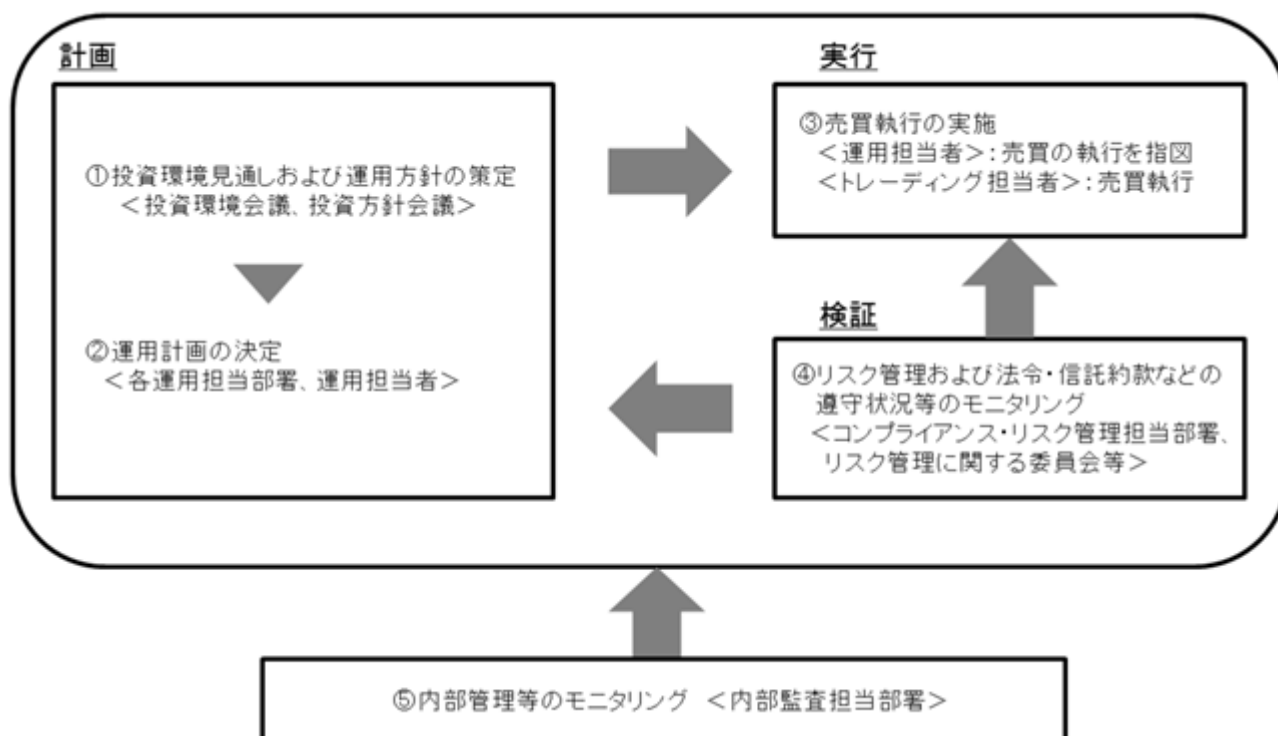 計画
①投資環境見通しおよび運用方針の策定
＜投資環境会議、投資方針会議＞
②運用計画の決定
＜各運用担当部署、運用担当者＞
実行
③売買執行の実施
＜運用担当者＞：売買の執行を指図
＜トレーディング担当者＞：売買執行
検証
④リスク管理および法令・信託約款などの
遵守状況等のモニタリング
＜コンプライアンス・リスク管理担当部署、
リスク管理に関する委員会等＞
⑤内部管理等のモニタリング ＜内部監査担当部署＞